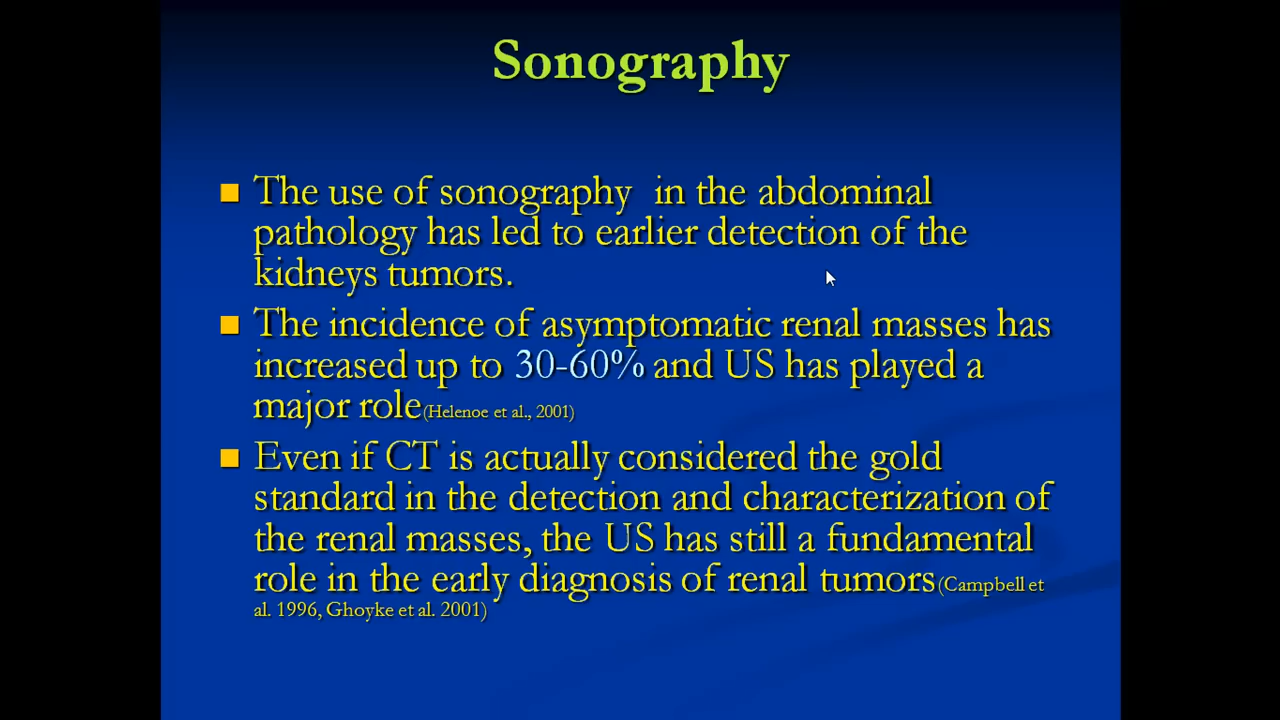 Sonography
The use of sonography in the abdominal
pathology has led to earlier detection of the
kidneys tumors.
The incidence of asymptomatic renal masses has
increased up to 30-60% and US has played a
major role(Helenoe et al., 2001)
Even if CT is actually considered the gold
standard in the detection and characterization of
the renal masses, the US has still a fundamental
role in the early diagnosis of renal tumors(Campbell et
al. 1996, Ghoyke et al. 2001)